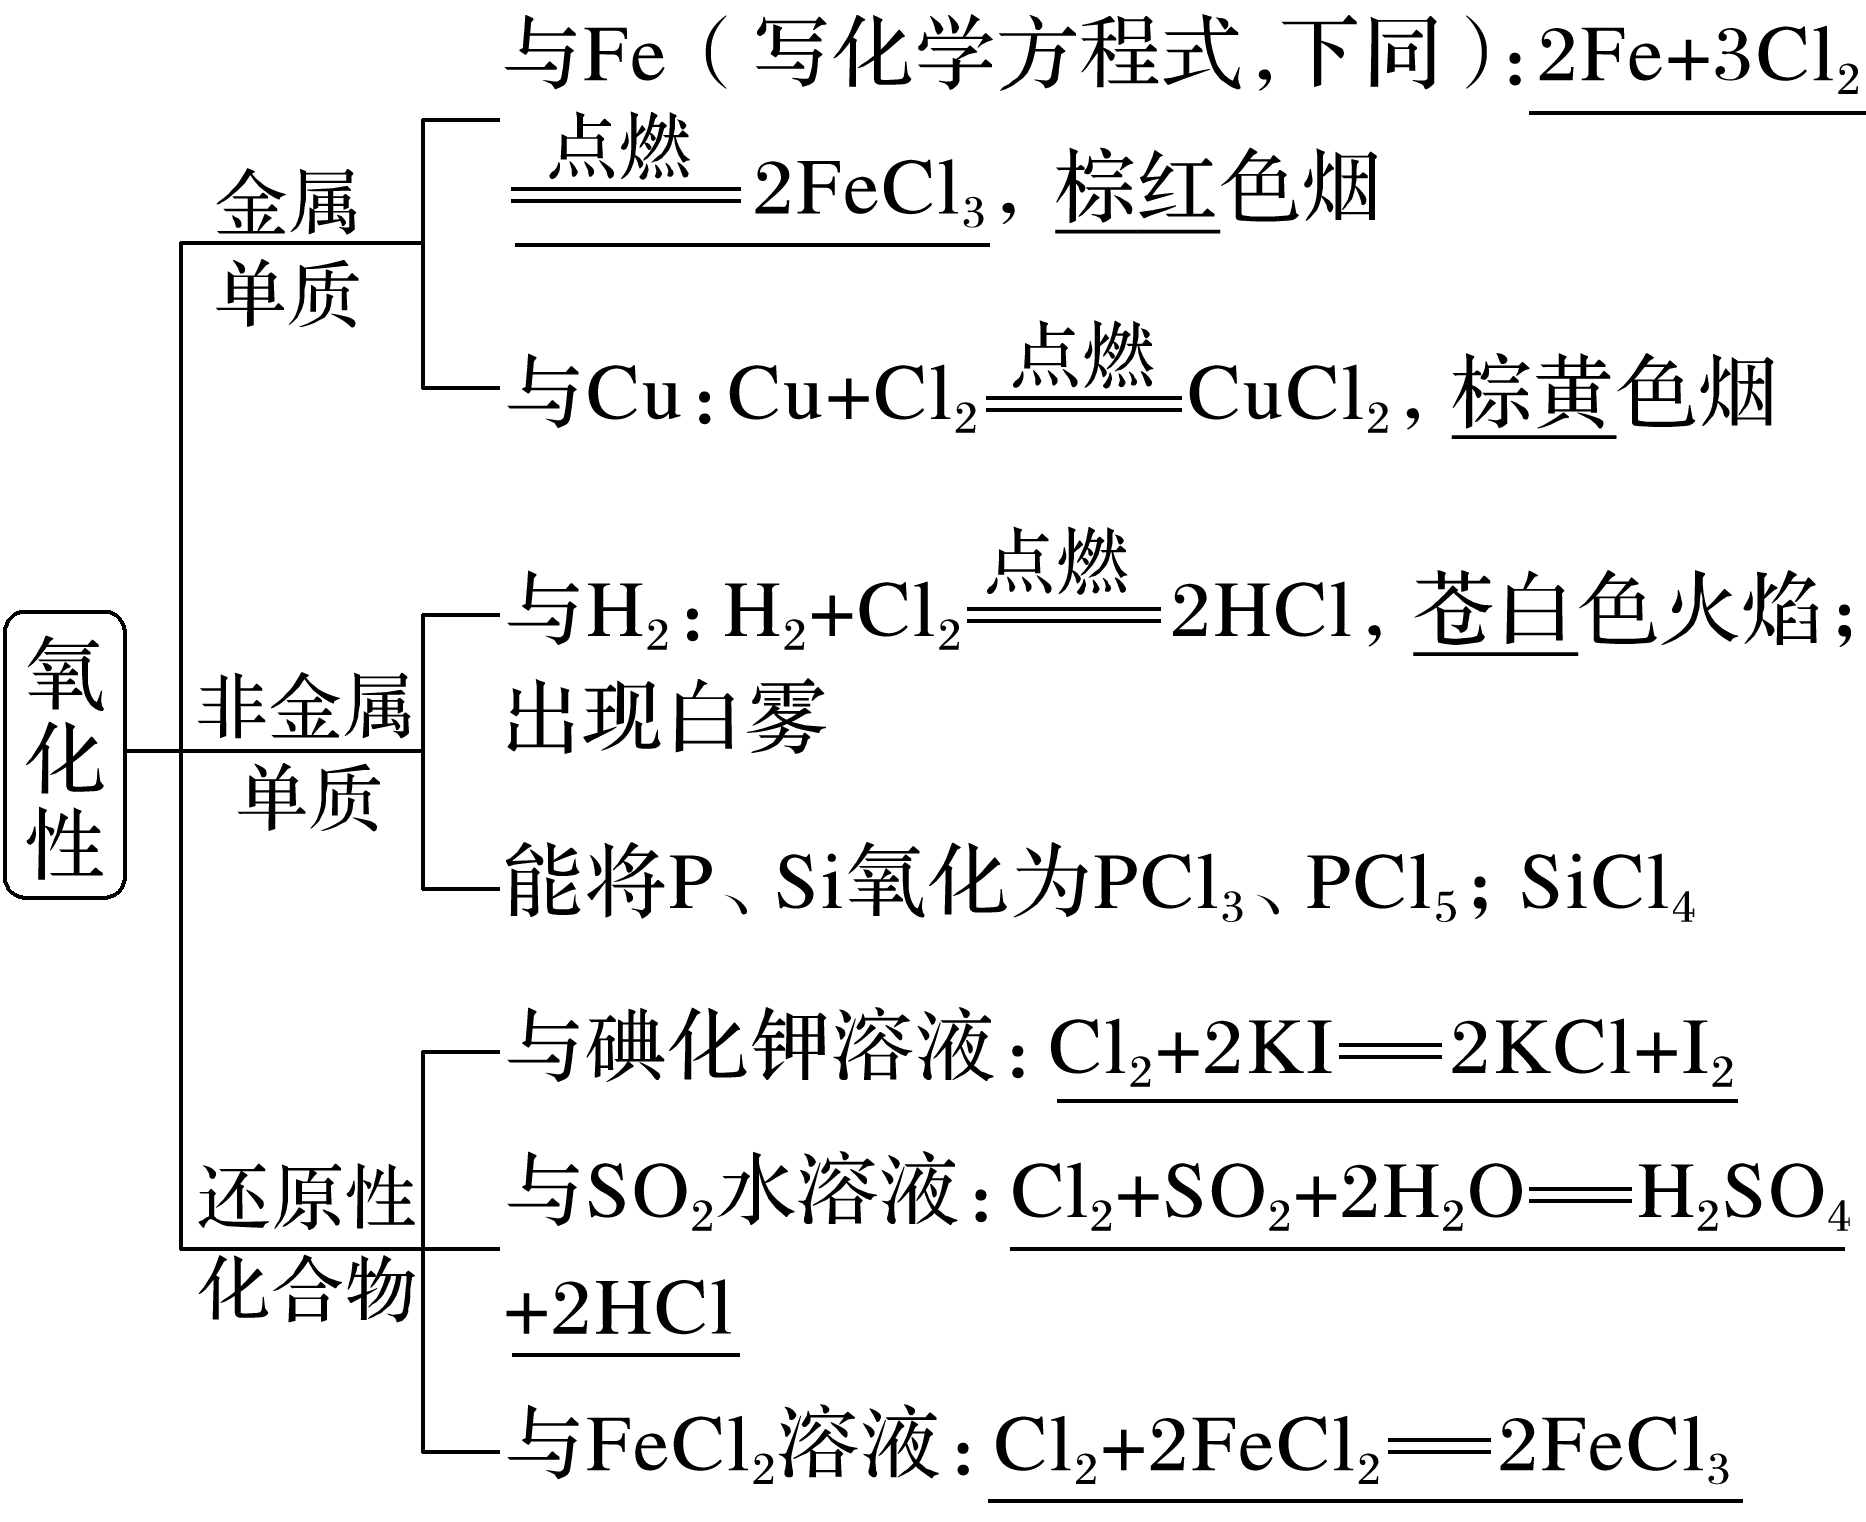 氧化性
金属单质
与Fe（写化学方程式,下同）:2Fe+3Cl₂
点燃
══2FeCl₃，棕红色烟
点燃
与Cu:Cu+Cl₂══CuCl₂，棕黄色烟
非金属单质
点燃
与H₂:H₂+Cl₂══2HCl，苍白色火焰；
出现白雾
能将P、Si氧化为PCl₃、PCl₅；SiCl₄
还原性化合物
与碘化钾溶液:Cl₂+2KI══2KCl+I₂
与SO₂水溶液:Cl₂+SO₂+2H₂O══H₂SO₄
+2HCl
与FeCl₂溶液:Cl₂+2FeCl₂══2FeCl₃